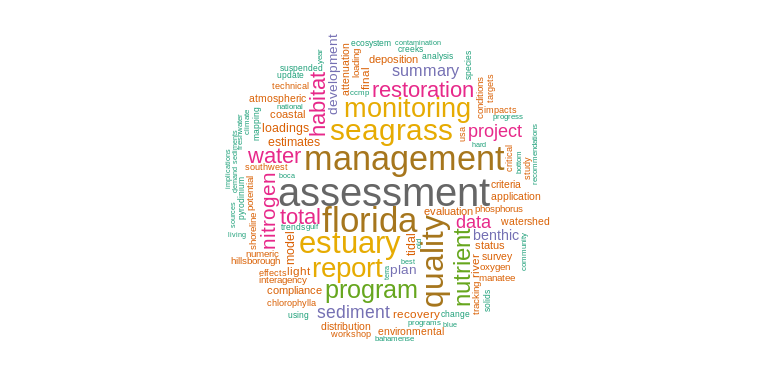 ecosystem
contamination
creeks
year
development
attenuation
loading
final
deposition
analysis
species
suspended
update
summary
technical
ccmp
habitat
restoration
conditions
targets
atmospheric
national
monitoring
impacts
coastal
climate
progress
freshwater
mapping
loadings
seagrass
usa
project
recommendations
estimates
hard
critical
bottom
study
sediments
demand
implications
water
management
southwest
boca
assessment
criteria
pyrodinium
potential
nitrogen
application
sources
total
florida
evaluation
phosphorus
shoreline
trends
gulf
quality
data
watershed
living
model
estuary
tidal
old
nutrient
benthic
community
numeric
status
hillsborough
best
survey
river
effects
light
report
tampa
plan
oxygen
interagency
manatee
compliance
program
tracking
solids
chlorophylla
using
sediment
recovery
change
distribution
programs
blue
workshop
environmental
bahamense